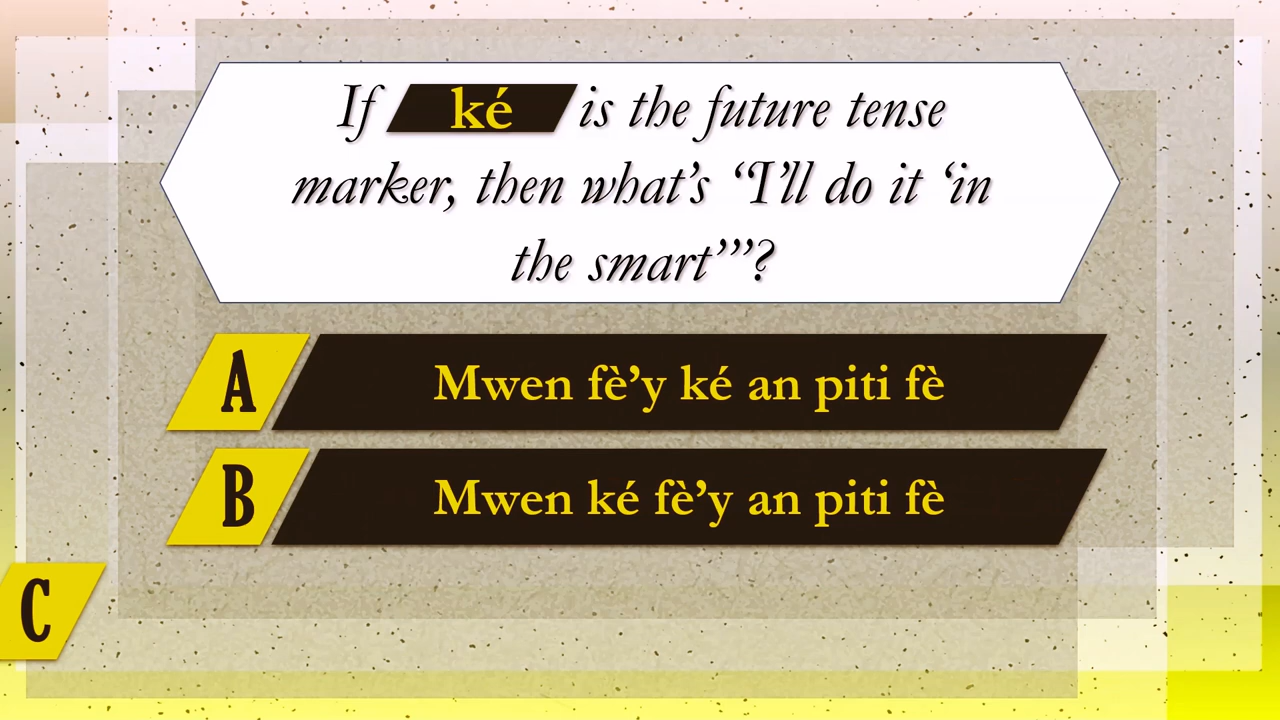 If ké is the future tense
marker, then what’s “I’ll do it ‘in
the smart’”?
A Mwen fè’y ké an piti fè
B Mwen ké fè’y an piti fè
C